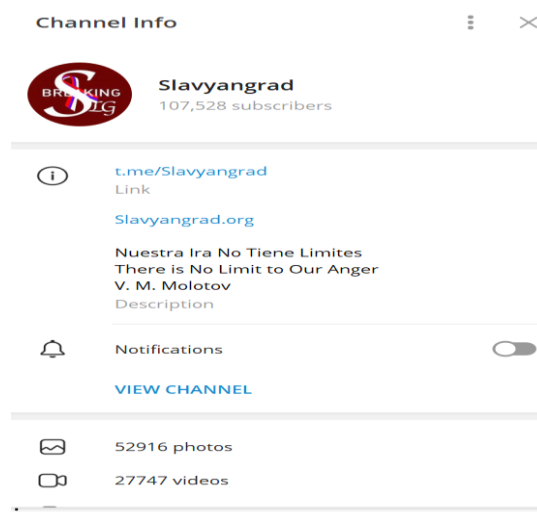 Channel Info
BREAKING
SIG
Slavyangrad
107,528 subscribers
t.me/Slavyangrad
Link
Slavyangrad.org
Nuestra Ira No Tiene Limites
There is No Limit to Our Anger
V. M. Molotov
Description
Notifications
VIEW CHANNEL
52916 photos
27747 videos